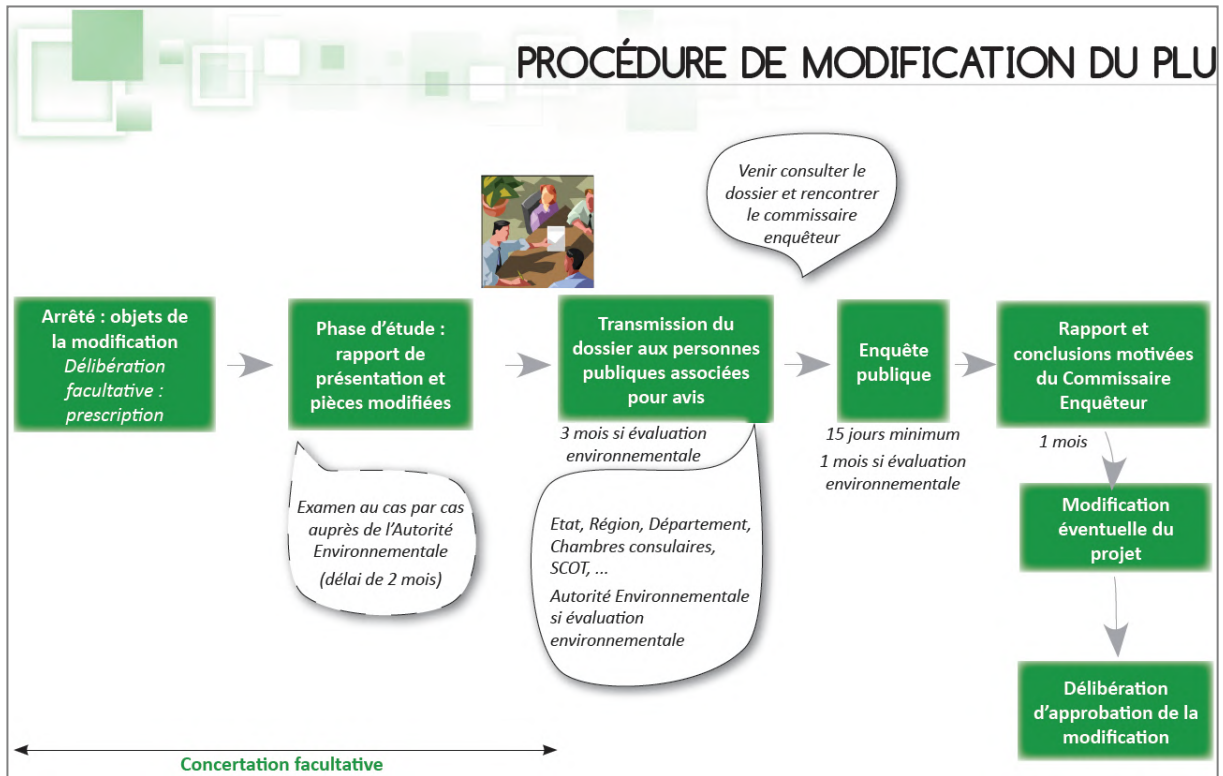 PROCÉDURE DE MODIFICATION DU PLU
Venir consulter le
dossier et rencontrer
le commissaire
enquêteur
Arrêté : objets de
la modification
Délibération
facultative :
prescription
Phase d'étude :
rapport de
présentation et
pièces modifiées
Transmission du
dossier aux personnes
publiques associées
pour avis
Enquête
publique
Rapport et
conclusions motivées
du Commissaire
Enquêteur
3 mois si évaluation
environnementale
15 jours minimum
1 mois si évaluation
environnementale
1 mois
Examen au cas par cas
auprès de l'Autorité
Environnementale
(délai de 2 mois)
Etat, Région, Département,
Chambres consulaires,
SCOT, ...
Autorité Environnementale
si évaluation
environnementale
Modification
éventuelle du
projet
Délibération
d'approbation de la
modification
Concertation facultative